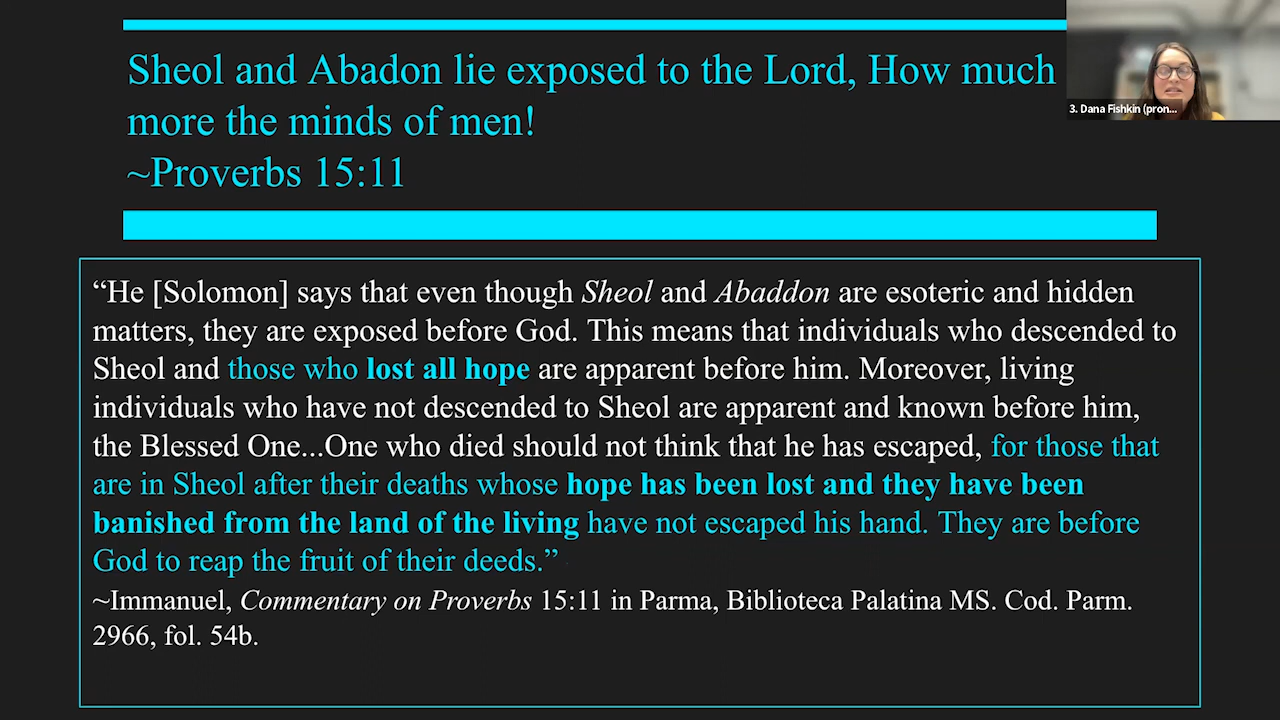 Sheol and Abadon lie exposed to the Lord, How much
more the minds of men!
~Proverbs 15:11
3. Dana Fishkin (pron...
“He [Solomon] says that even though Sheol and Abaddon are esoteric and hidden
matters, they are exposed before God. This means that individuals who descended to
Sheol and those who lost all hope are apparent before him. Moreover, living
individuals who have not descended to Sheol are apparent and known before him,
the Blessed One...One who died should not think that he has escaped, for those that
are in Sheol after their deaths whose hope has been lost and they have been
banished from the land of the living have not escaped his hand. They are before
God to reap the fruit of their deeds.”
~Immanuel, Commentary on Proverbs 15:11 in Parma, Biblioteca Palatina MS. Cod. Parm.
2966, fol. 54b.